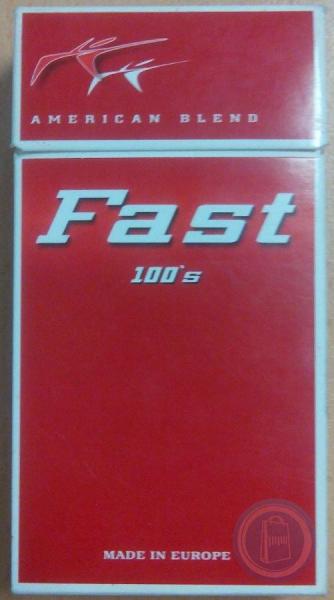 AMERICAN BLEND
Fast
100's
MADE IN EUROPE